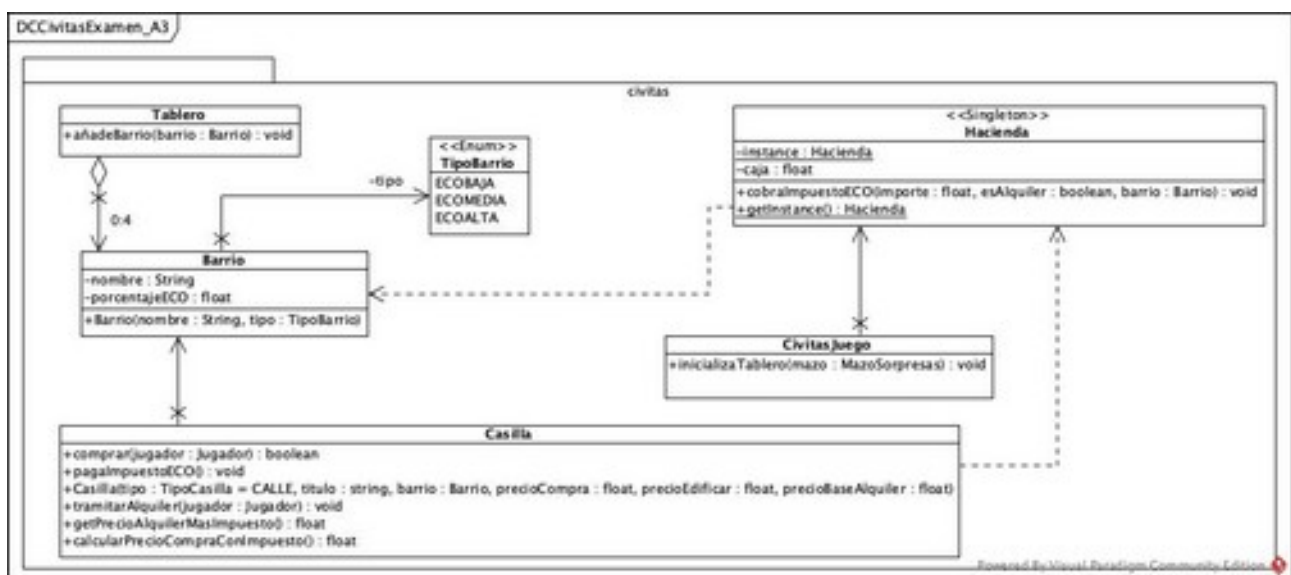 DCCivitasExamen_A3
civitas
Tablero
+añadeBarrio(barrio : Barrio) : void
<<Enum>>
TipoBarrio
ECOBAJA
ECOMEDIA
ECOALTA
-tipo
0:4
<<Singleton>>
Hacienda
-instance : Hacienda
-caja : float
+cobraImpuestoECO(importe : float, esAlquiler : boolean, barrio : Barrio) : void
+getInstance() : Hacienda
Barrio
-nombre : String
-porcentajeECO : float
+Barrio(nombre : String, tipo : TipoBarrio)
CivitasJuego
+inicializaTablero(mazo : MazoSorpresas) : void
Casilla
+comprar(jugador : Jugador) : boolean
+pagaImpuestoECO() : void
+Casilla(tipo : TipoCasilla = CALLE, titulo : string, barrio : Barrio, precioCompra : float, precioEdificar : float, precioBaseAlquiler : float)
+tramitarAlquiler(jugador : Jugador) : void
+getPrecioAlquilerMasImpuesto() : float
+calcularPrecioCompraConImpuesto() : float
Powered By Visual Paradigm Community Edition